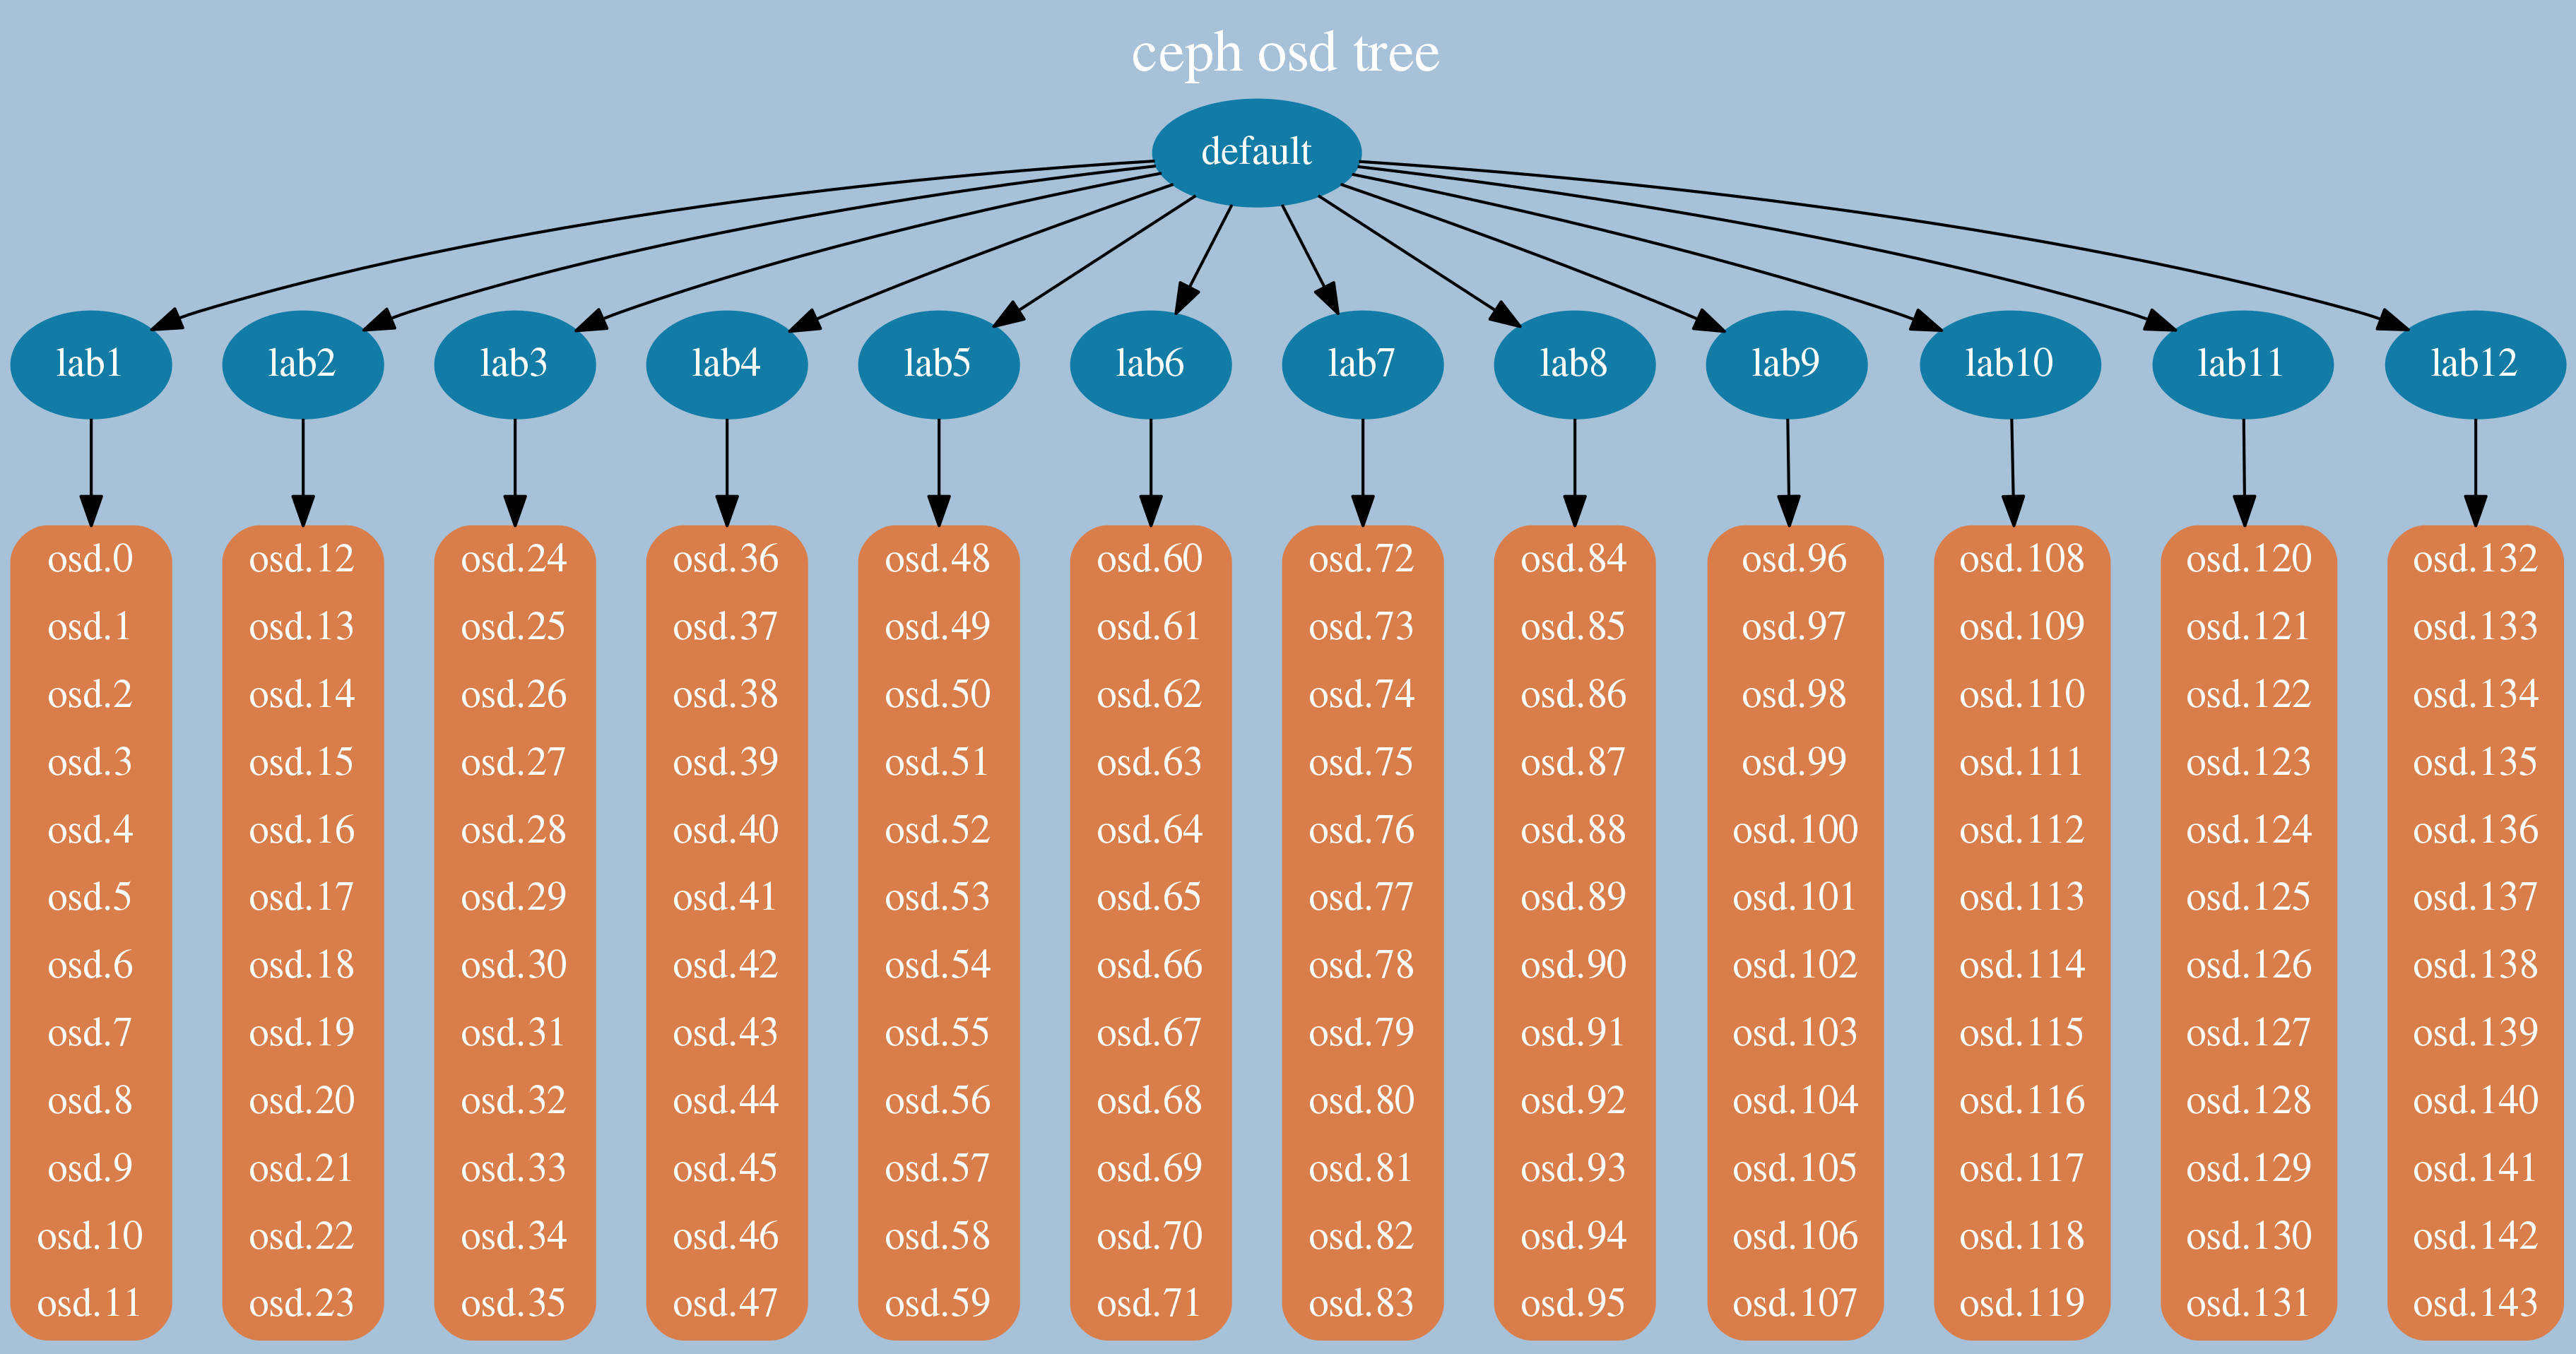 ceph osd tree
default
lab1 lab2 lab3 lab4 lab5 lab6 lab7 lab8 lab9 lab10 lab11 lab12
osd.0 osd.12 osd.24 osd.36 osd.48 osd.60 osd.72 osd.84 osd.96 osd.108 osd.120 osd.132
osd.1 osd.13 osd.25 osd.37 osd.49 osd.61 osd.73 osd.85 osd.97 osd.109 osd.121 osd.133
osd.2 osd.14 osd.26 osd.38 osd.50 osd.62 osd.74 osd.86 osd.98 osd.110 osd.122 osd.134
osd.3 osd.15 osd.27 osd.39 osd.51 osd.63 osd.75 osd.87 osd.99 osd.111 osd.123 osd.135
osd.4 osd.16 osd.28 osd.40 osd.52 osd.64 osd.76 osd.88 osd.100 osd.112 osd.124 osd.136
osd.5 osd.17 osd.29 osd.41 osd.53 osd.65 osd.77 osd.89 osd.101 osd.113 osd.125 osd.137
osd.6 osd.18 osd.30 osd.42 osd.54 osd.66 osd.78 osd.90 osd.102 osd.114 osd.126 osd.138
osd.7 osd.19 osd.31 osd.43 osd.55 osd.67 osd.79 osd.91 osd.103 osd.115 osd.127 osd.139
osd.8 osd.20 osd.32 osd.44 osd.56 osd.68 osd.80 osd.92 osd.104 osd.116 osd.128 osd.140
osd.9 osd.21 osd.33 osd.45 osd.57 osd.69 osd.81 osd.93 osd.105 osd.117 osd.129 osd.141
osd.10 osd.22 osd.34 osd.46 osd.58 osd.70 osd.82 osd.94 osd.106 osd.118 osd.130 osd.142
osd.11 osd.23 osd.35 osd.47 osd.59 osd.71 osd.83 osd.95 osd.107 osd.119 osd.131 osd.143